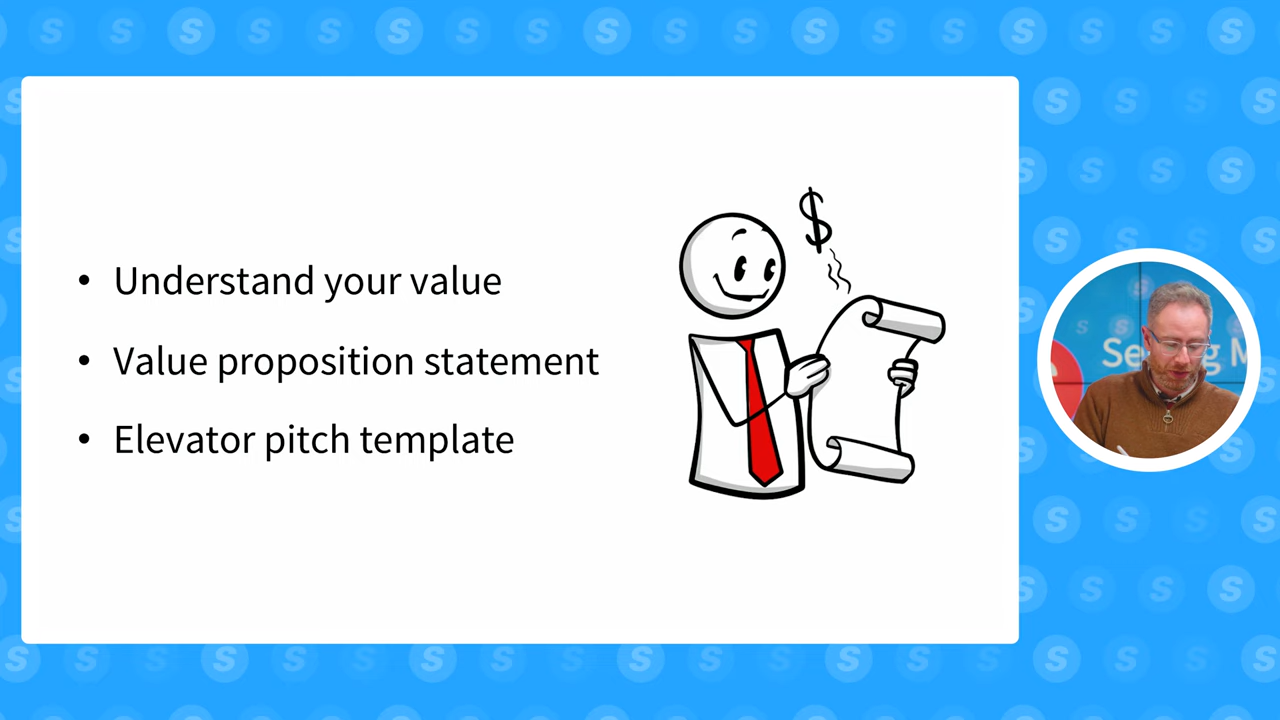 • Understand your value
• Value proposition statement
• Elevator pitch template
$